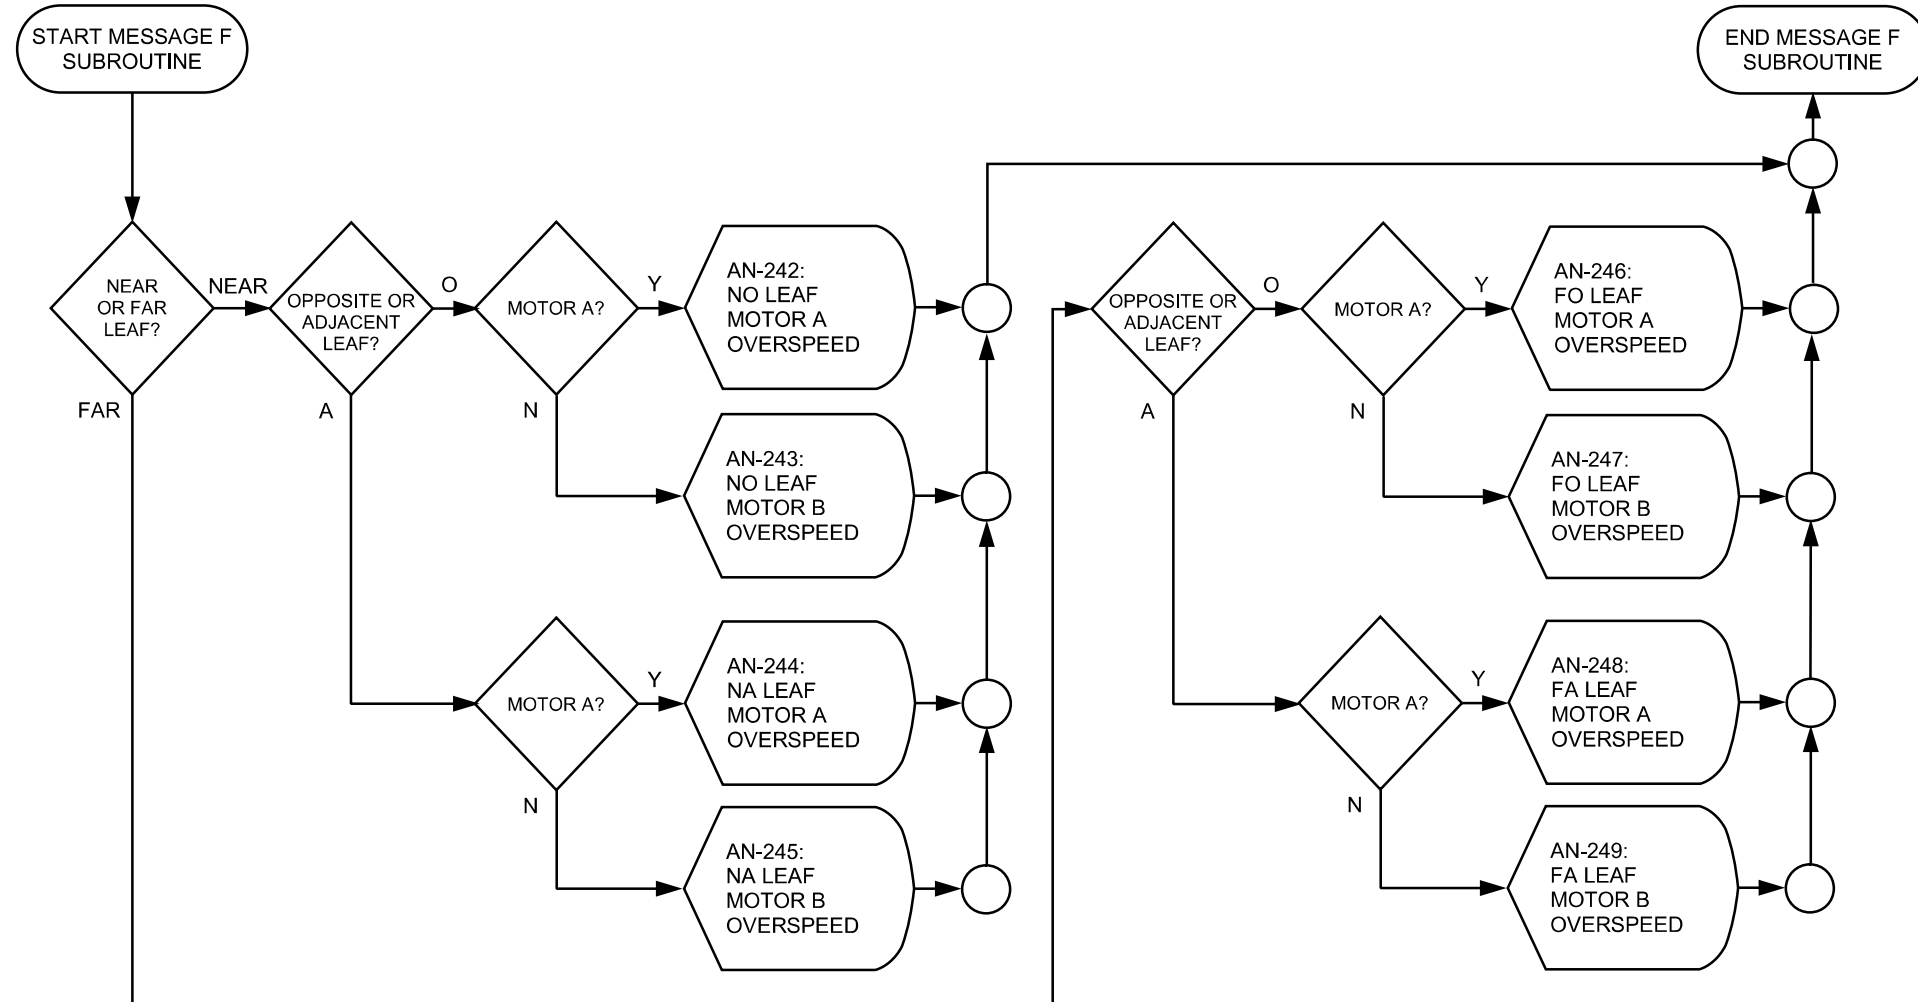 START MESSAGE F
SUBROUTINE
END MESSAGE F
SUBROUTINE
NEAR
OR FAR
LEAF?
NEAR
FAR
OPPOSITE OR
ADJACENT
LEAF?
O
A
MOTOR A?
Y
N
AN-242:
NO LEAF
MOTOR A
OVERSPEED
AN-243:
NO LEAF
MOTOR B
OVERSPEED
MOTOR A?
Y
N
AN-244:
NA LEAF
MOTOR A
OVERSPEED
AN-245:
NA LEAF
MOTOR B
OVERSPEED
OPPOSITE OR
ADJACENT
LEAF?
O
A
MOTOR A?
Y
N
AN-246:
FO LEAF
MOTOR A
OVERSPEED
AN-247:
FO LEAF
MOTOR B
OVERSPEED
MOTOR A?
Y
N
AN-248:
FA LEAF
MOTOR A
OVERSPEED
AN-249:
FA LEAF
MOTOR B
OVERSPEED